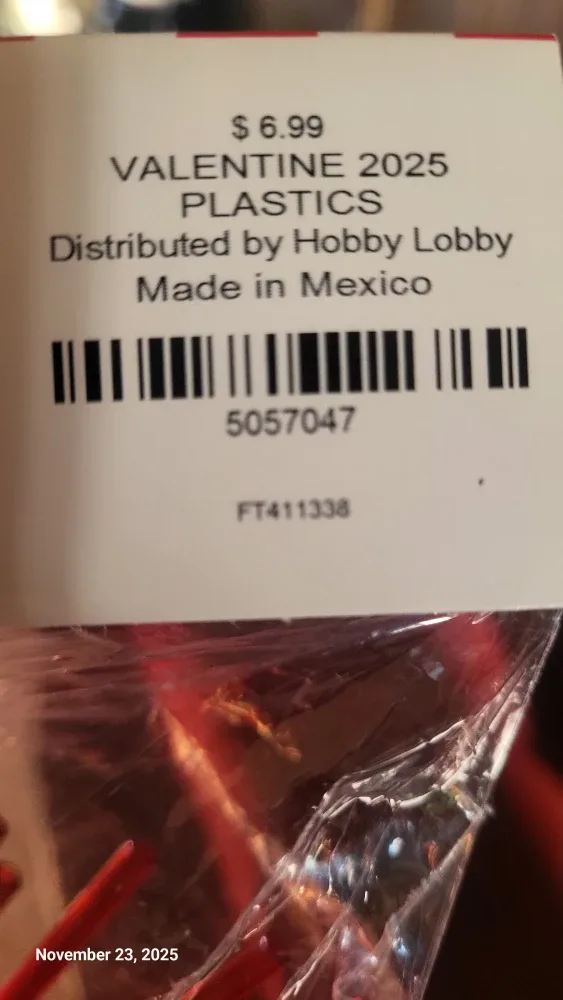 $ 6.99
VALENTINE 2025
PLASTICS
Distributed by Hobby Lobby
Made in Mexico
5057047
FT411338
November 23, 2025